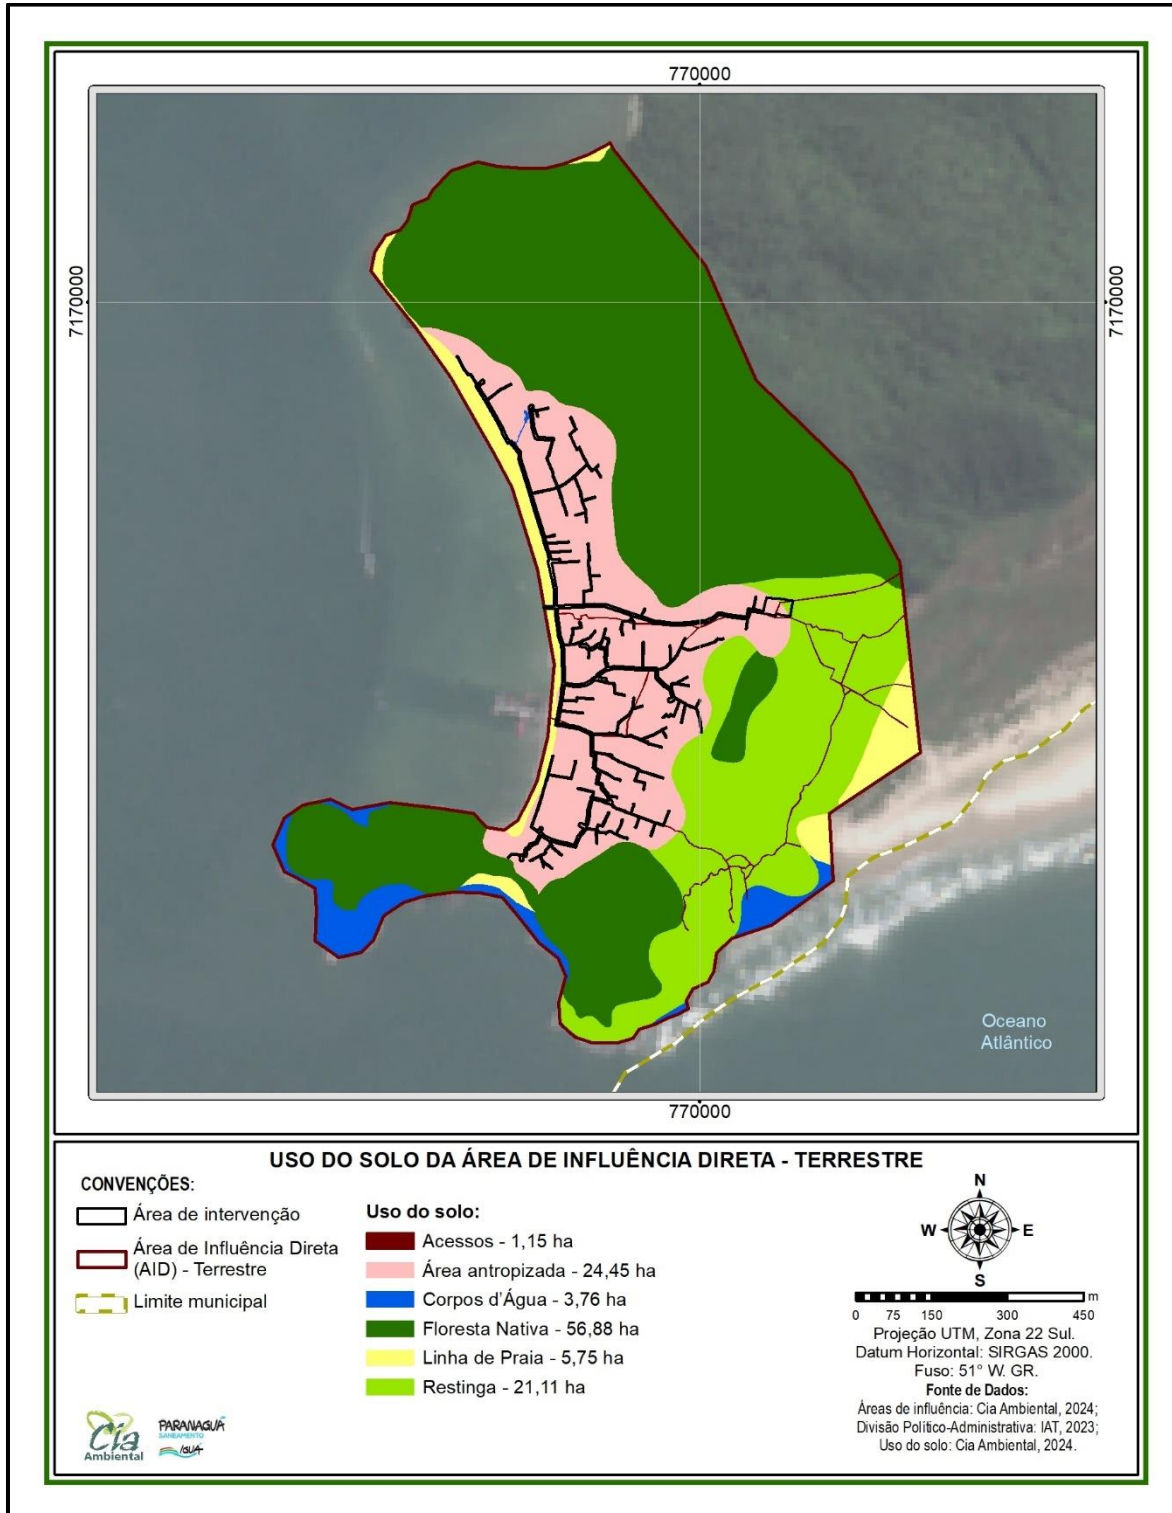 770000
7170000
7170000
Oceano
Atlântico
770000
USO DO SOLO DA ÁREA DE INFLUÊNCIA DIRETA - TERRESTRE
CONVENÇÕES:
Área de intervenção
Área de Influência Direta
(AID) - Terrestre
Limite municipal
Uso do solo:
Acessos - 1,15 ha
Área antropizada - 24,45 ha
Corpos d'Água - 3,76 ha
Floresta Nativa - 56,88 ha
Linha de Praia - 5,75 ha
Restinga - 21,11 ha
N
W
E
S
m
0 75 150 300 450
Projeção UTM, Zona 22 Sul.
Datum Horizontal: SIRGAS 2000.
Fuso: 51° W. GR.
Fonte de Dados:
Áreas de influência: Cia Ambiental, 2024;
Divisão Político-Administrativa: IAT, 2023;
Uso do solo: Cia Ambiental, 2024.
Cia
Ambiental
PARANAGUÁ
SANEAMENTO
IGUÁ